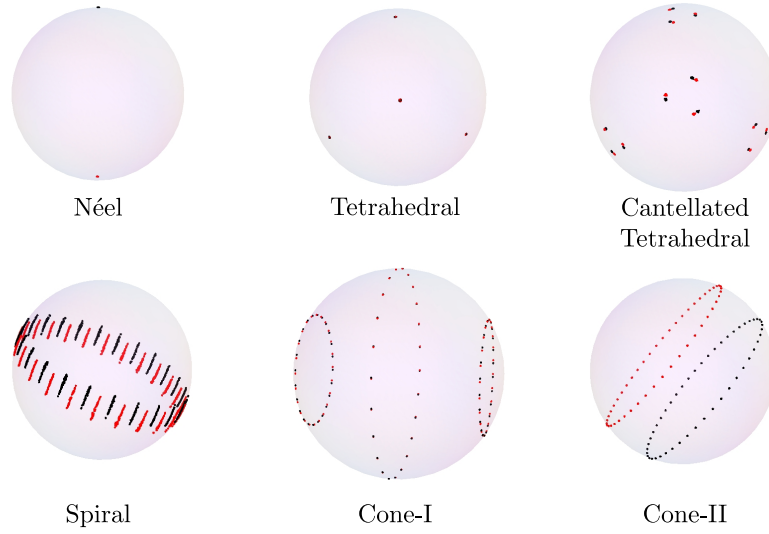 Néel
Tetrahedral
Cantellated
Tetrahedral
Spiral
Cone-I
Cone-II